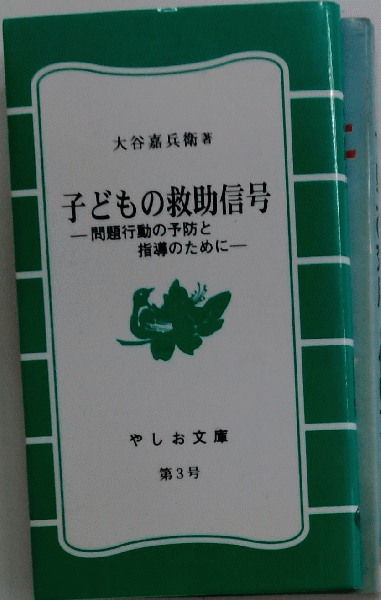 大谷嘉兵衛著
子どもの救助信号
―問題行動の予防と
指導のために―
やしお文庫
第3号